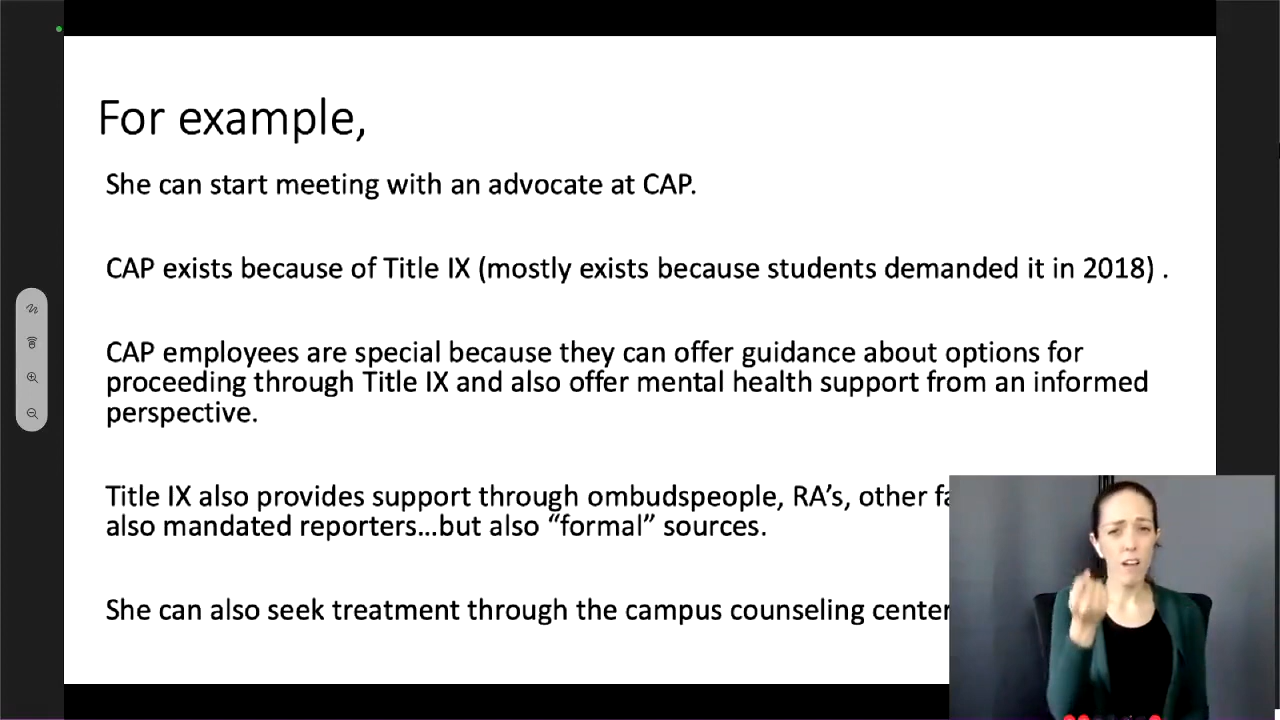 For example,
She can start meeting with an advocate at CAP.
CAP exists because of Title IX (mostly exists because students demanded it in 2018) .
CAP employees are special because they can offer guidance about options for
proceeding through Title IX and also offer mental health support from an informed
perspective.
Title IX also provides support through ombudspeople, RA’s, other
also mandated reporters…but also “formal” sources.
She can also seek treatment through the campus counseling center